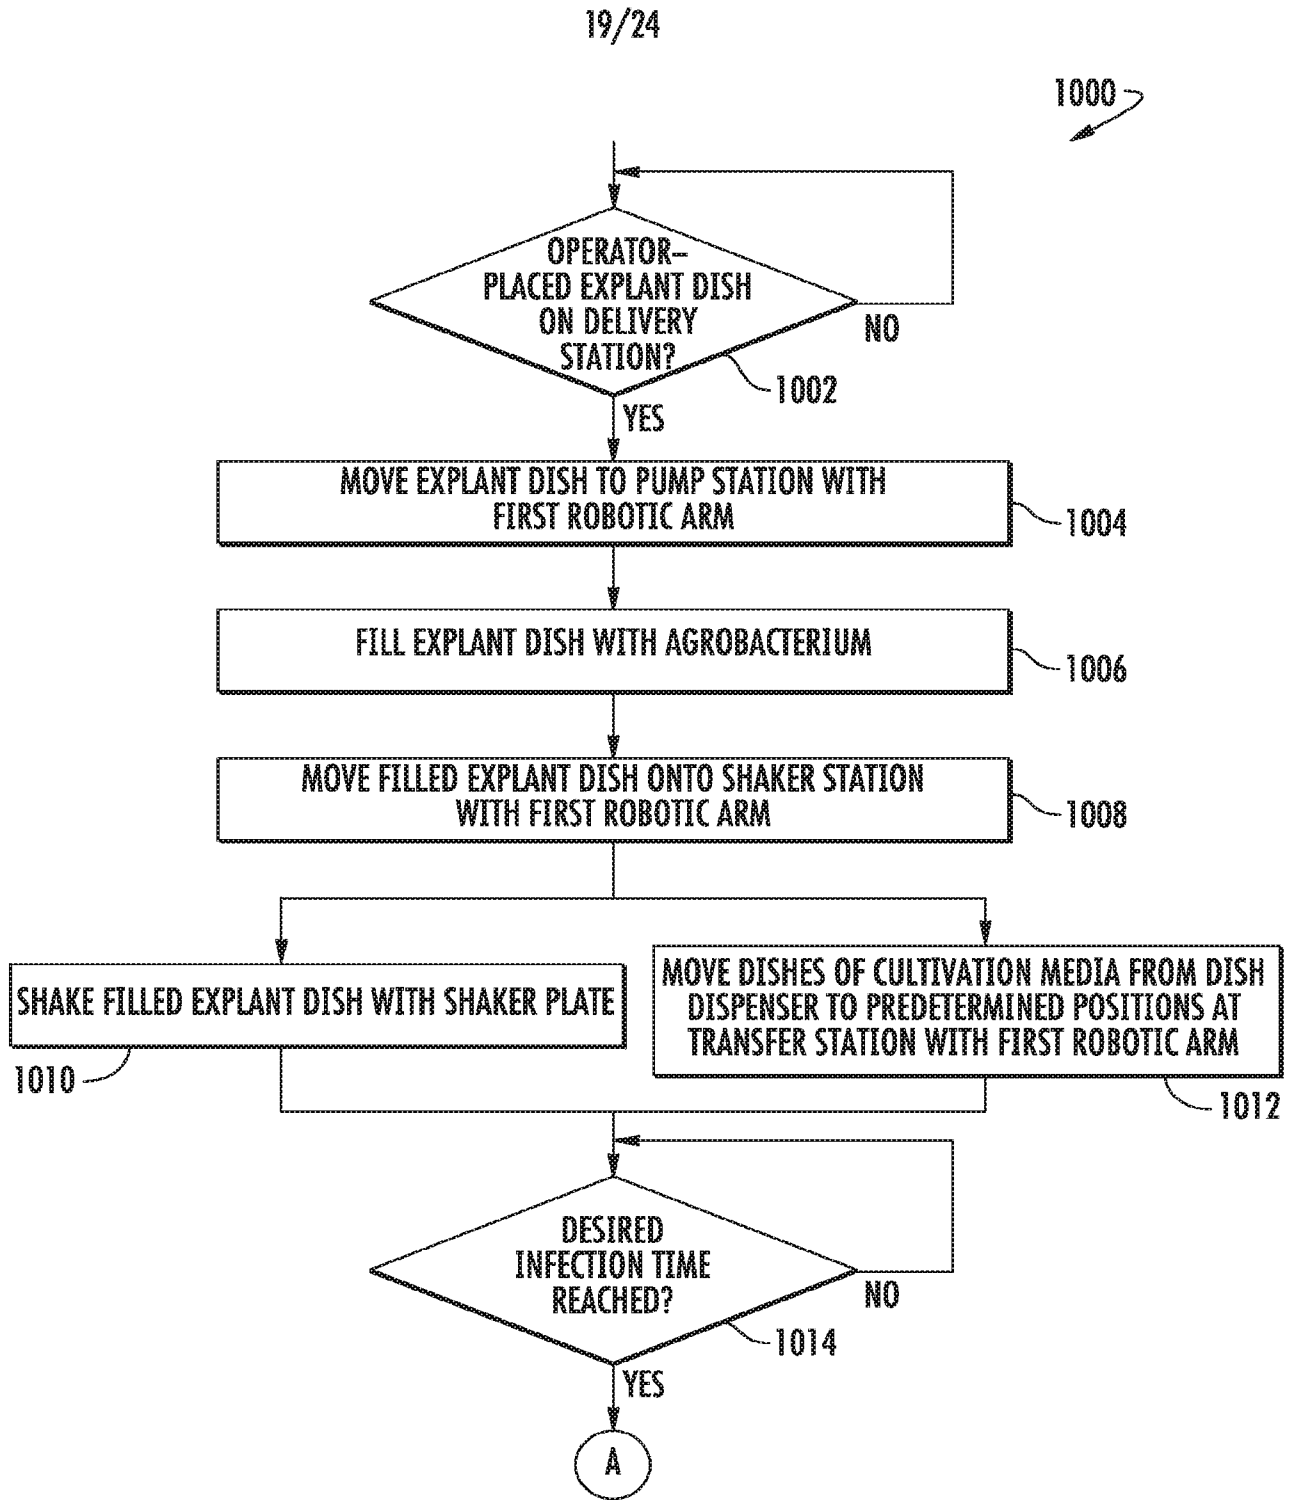 19/24
1000
OPERATOR–
PLACED EXPLANT DISH
ON DELIVERY
STATION?
NO
1002
YES
MOVE EXPLANT DISH TO PUMP STATION WITH
FIRST ROBOTIC ARM
1004
FILL EXPLANT DISH WITH AGROBACTERIUM
1006
MOVE FILLED EXPLANT DISH ONTO SHAKER STATION
WITH FIRST ROBOTIC ARM
1008
SHAKE FILLED EXPLANT DISH WITH SHAKER PLATE
1010
MOVE DISHES OF CULTIVATION MEDIA FROM DISH
DISPENSER TO PREDETERMINED POSITIONS AT
TRANSFER STATION WITH FIRST ROBOTIC ARM
1012
DESIRED
INFECTION TIME
REACHED?
NO
1014
YES
A